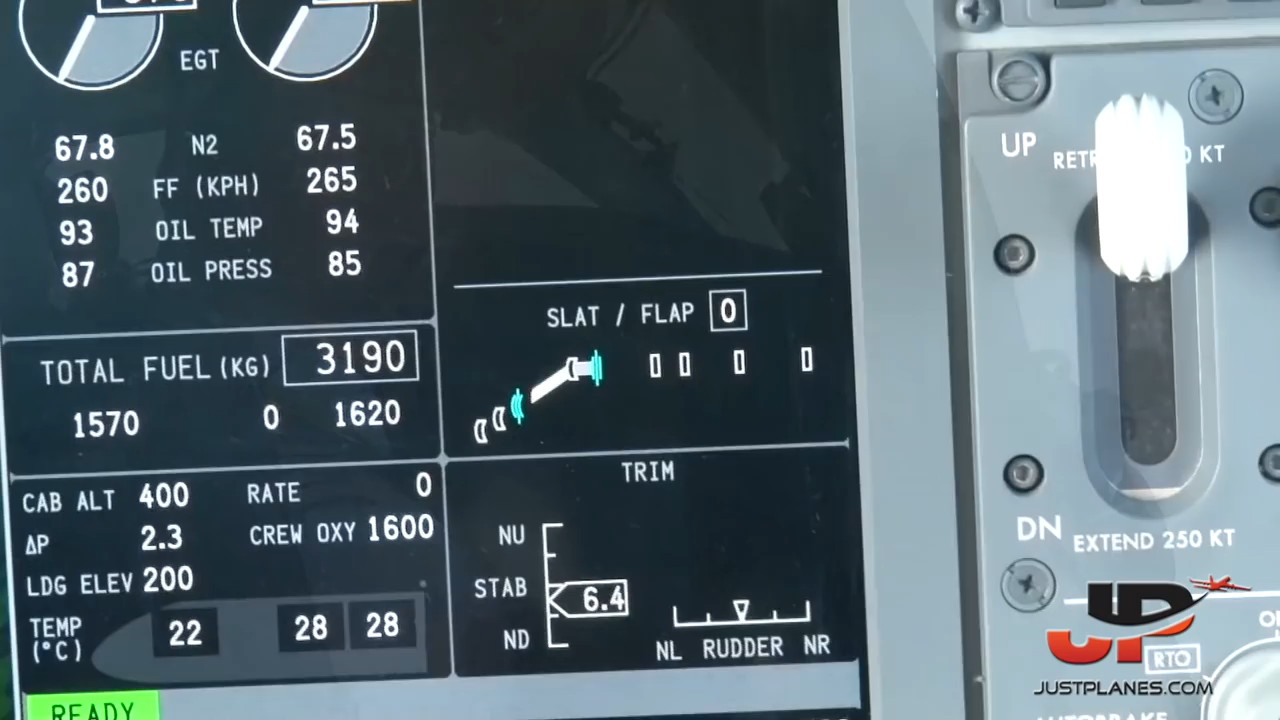 EGT
67.8 N2 67.5
260 FF (KPH) 265
93 OIL TEMP 94
87 OIL PRESS 85
TOTAL FUEL (KG) 3190
1570 0 1620
CAB ALT 400 RATE 0
ΔP 2.3 CREW OXY 1600
LDG ELEV 200
TEMP (°C) 22 28 28
READY
SLAT / FLAP 0
TRIM
NU
STAB 6.4
ND
NL RUDDER NR
UP
KT
DN EXTEND 250 KT
RTO
JP
JUSTPLANES.COM
AUTOBRAKE